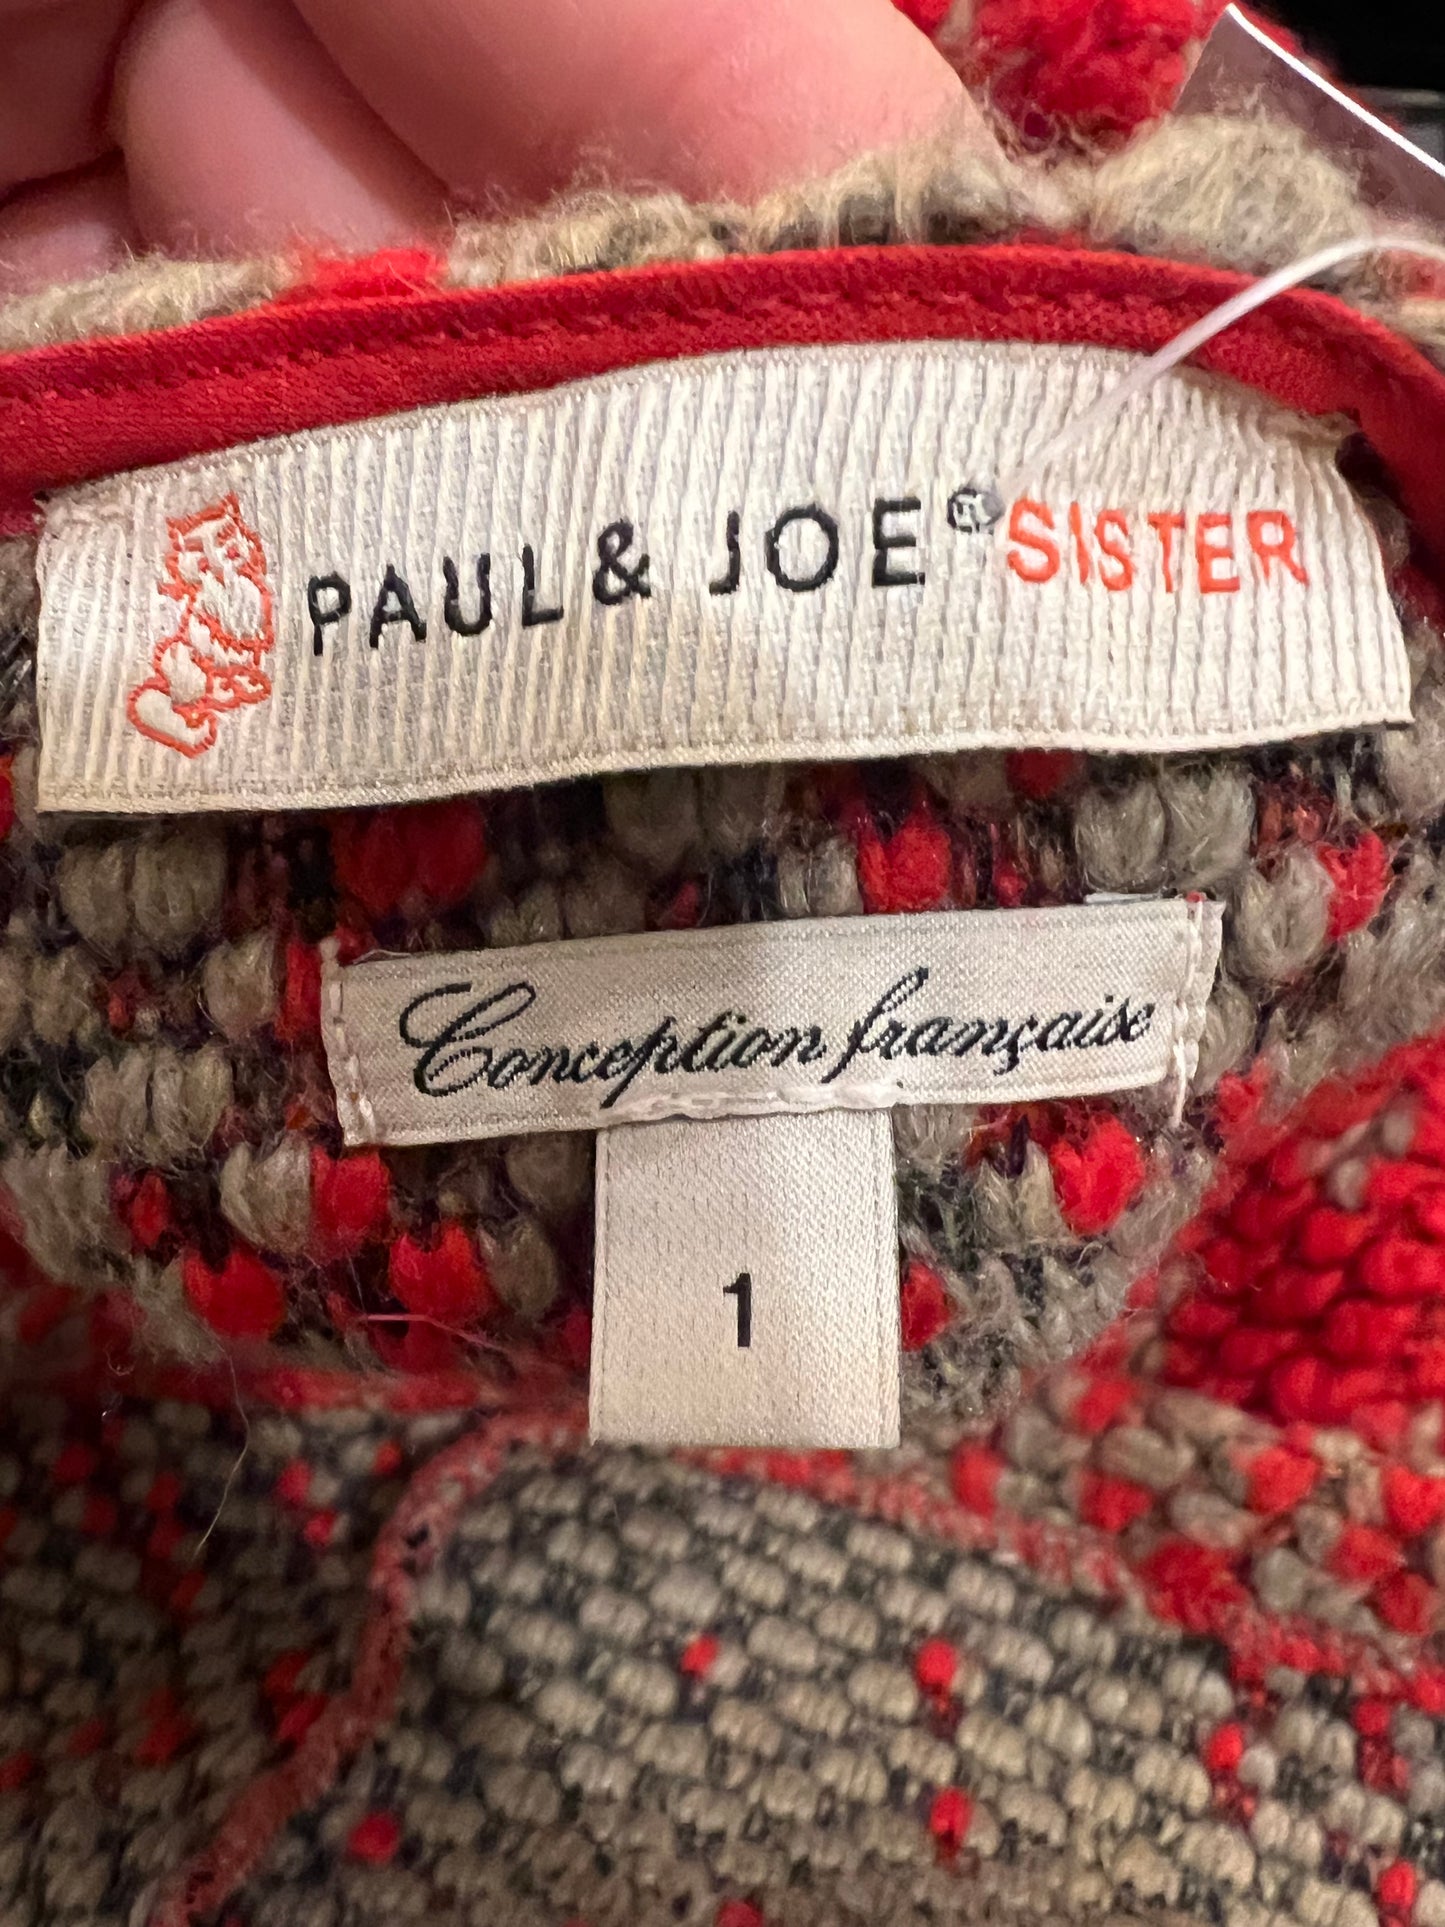 PAUL & JOE® SISTER
Conception française
1